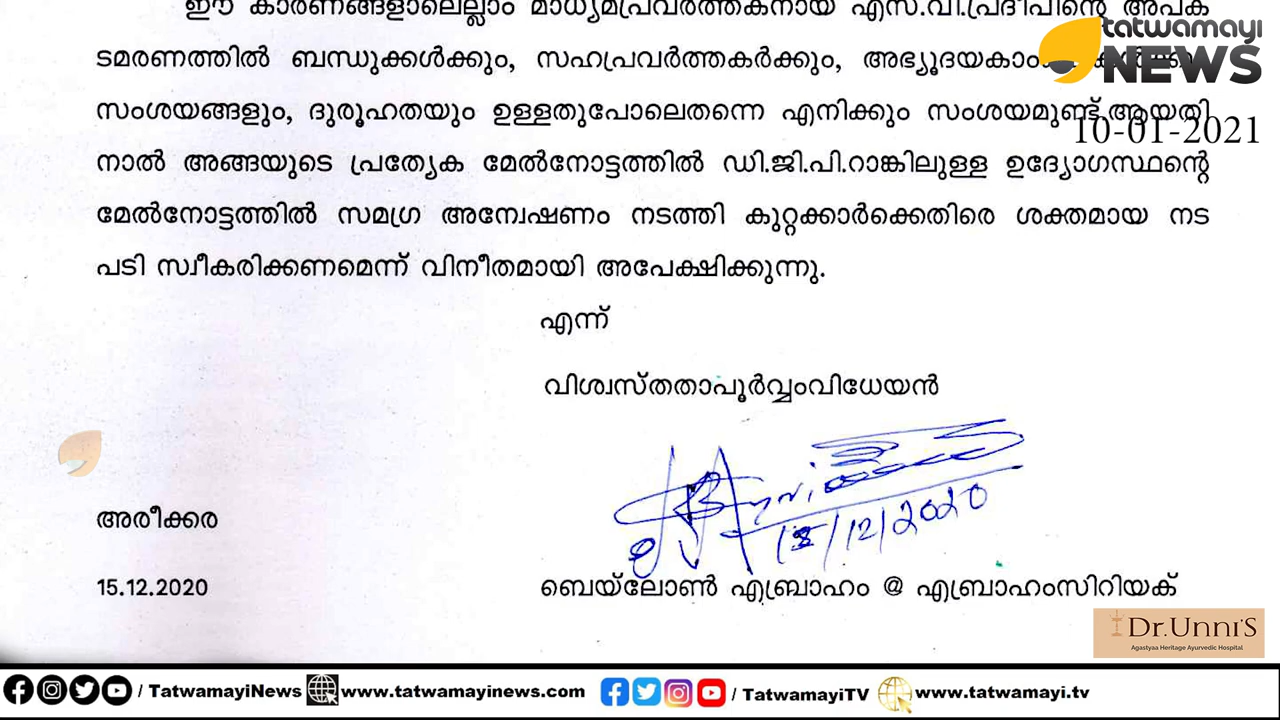 ഈ കാരണങ്ങളാലെല്ലാം മാധ്യമപ്രവർത്തകനായ എസ്.വി.പ്രദീപിന്റെ അപക
ടമരണത്തിൽ ബന്ധുക്കൾക്കും, സഹപ്രവർത്തകർക്കും,
സംശയങ്ങളും, ദുരൂഹതയും ഉള്ളതുപോലെതന്നെ എനിക്കും സംശയമുണ്ട്.ആയതി
നാൽ അങ്ങയുടെ പ്രത്യേക മേൽനോട്ടത്തിൽ ഡി.ജി.പി.റാങ്കിലുള്ള ഉദ്യോഗസ്ഥന്റെ
മേൽനോട്ടത്തിൽ സമഗ്ര അന്വേഷണം നടത്തി കുറ്റക്കാർക്കെതിരെ ശക്തമായ നട
പടി സ്വീകരിക്കണമെന്ന് വിനീതമായി അപേക്ഷിക്കുന്നു.
എന്ന്
വിശ്വസ്തതാപൂർവ്വംവിധേയൻ
/12/2020
അരീക്കര
15.12.2020
ബെയ്ലോൺ എബ്രാഹം @ എബ്രാഹംസിറിയക്
tatwamayi
NEWS
10-01-2021
Dr.Unni'S
Agastyaa Heritage Ayurvedic Hospital
/ TatwamayiNews www.tatwamayinews.com / TatwamayiTV www.tatwamayi.tv